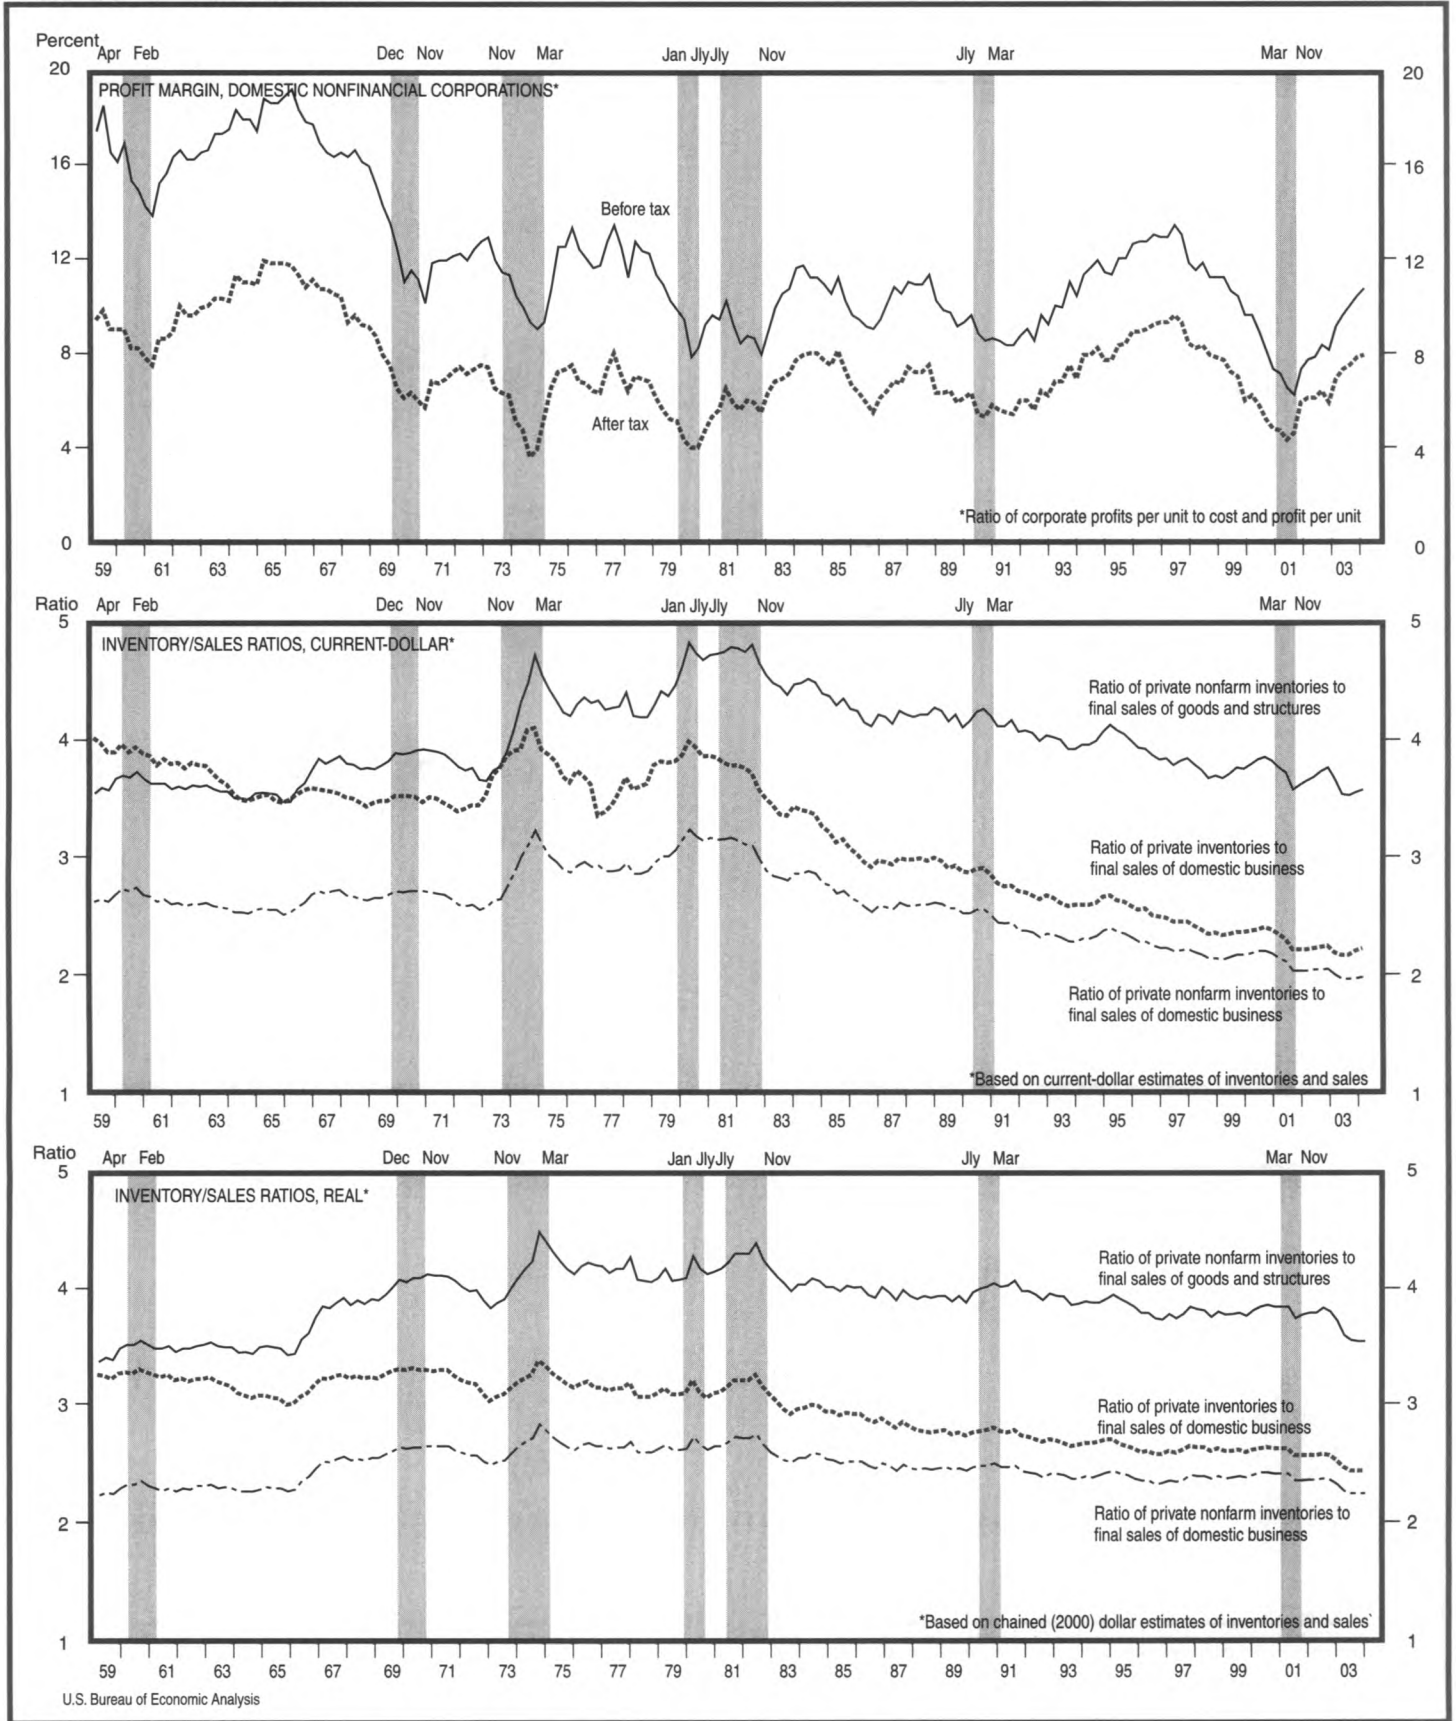 Percent
Apr Feb Dec Nov Nov Mar Jan Jly Jly Nov Jly Mar Mar Nov
20 20
PROFIT MARGIN, DOMESTIC NONFINANCIAL CORPORATIONS*
16 16
Before tax
12 12
8 8
After tax
4 4
*Ratio of corporate profits per unit to cost and profit per unit
0 0
59 61 63 65 67 69 71 73 75 77 79 81 83 85 87 89 91 93 95 97 99 01 03
Ratio Apr Feb Dec Nov Nov Mar Jan Jly Jly Nov Jly Mar Mar Nov
5 5
INVENTORY/SALES RATIOS, CURRENT-DOLLAR*
Ratio of private nonfarm inventories to
final sales of goods and structures
4 4
Ratio of private inventories to
3 3
final sales of domestic business
2 2
Ratio of private nonfarm inventories to
final sales of domestic business
*Based on current-dollar estimates of inventories and sales
1 1
59 61 63 65 67 69 71 73 75 77 79 81 83 85 87 89 91 93 95 97 99 01 03
Ratio Apr Feb Dec Nov Nov Mar Jan Jly Jly Nov Jly Mar Mar Nov
5 5
INVENTORY/SALES RATIOS, REAL*
Ratio of private nonfarm inventories to
final sales of goods and structures
4 4
Ratio of private inventories to
3 3
final sales of domestic business
Ratio of private nonfarm inventories to
2 2
final sales of domestic business
*Based on chained (2000) dollar estimates of inventories and sales
1 1
59 61 63 65 67 69 71 73 75 77 79 81 83 85 87 89 91 93 95 97 99 01 03
U.S. Bureau of Economic Analysis